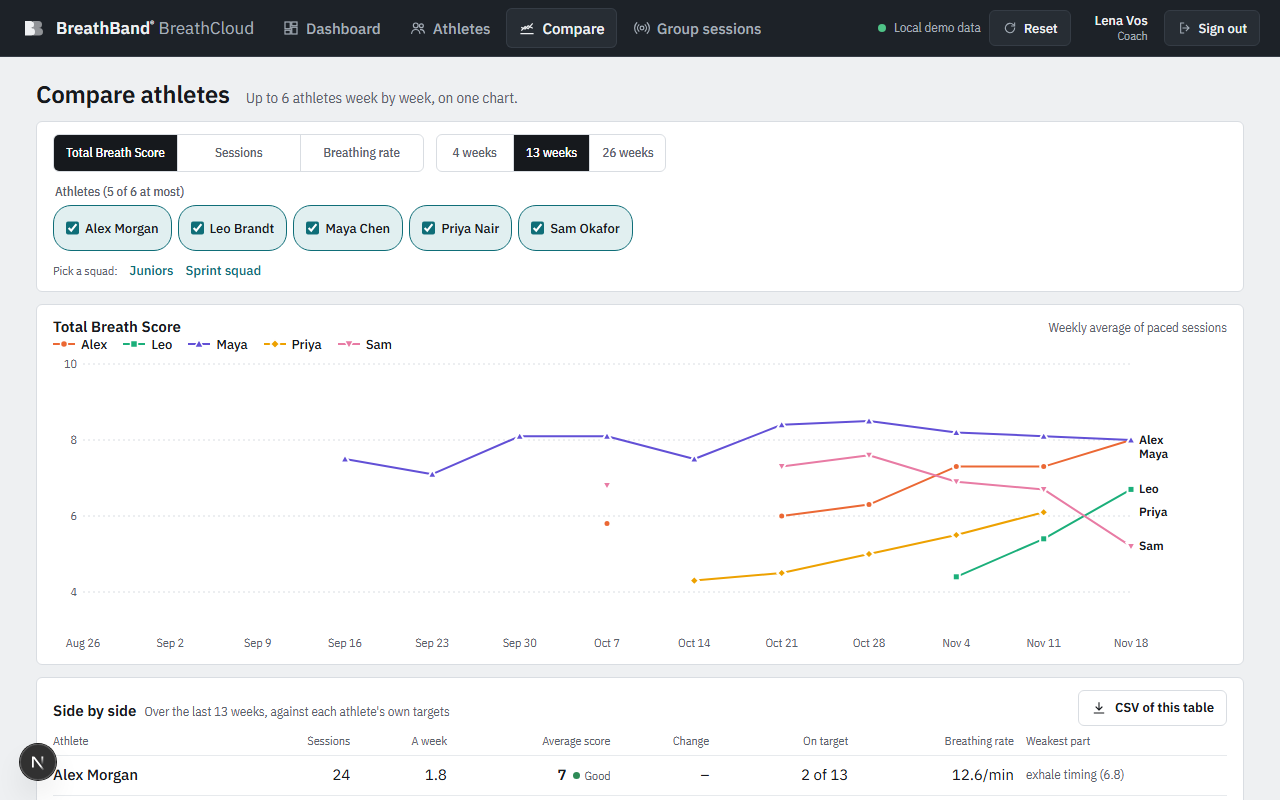 BreathBand® BreathCloud Dashboard Athletes Compare Group sessions Local demo data Reset Lena Vos Coach Sign out
Compare athletes Up to 6 athletes week by week, on one chart.
Total Breath Score Sessions Breathing rate 4 weeks 13 weeks 26 weeks
Athletes (5 of 6 at most)
Alex Morgan Leo Brandt Maya Chen Priya Nair Sam Okafor
Pick a squad: Juniors Sprint squad
Total Breath Score Weekly average of paced sessions
Alex Leo Maya Priya Sam
10
8
6
4
Alex
Maya
Leo
Priya
Sam
Aug 26 Sep 2 Sep 9 Sep 16 Sep 23 Sep 30 Oct 7 Oct 14 Oct 21 Oct 28 Nov 4 Nov 11 Nov 18
Side by side Over the last 13 weeks, against each athlete's own targets CSV of this table
Athlete Sessions A week Average score Change On target Breathing rate Weakest part
N
Alex Morgan 24 1.8 7 Good – 2 of 13 12.6/min exhale timing (6.8)